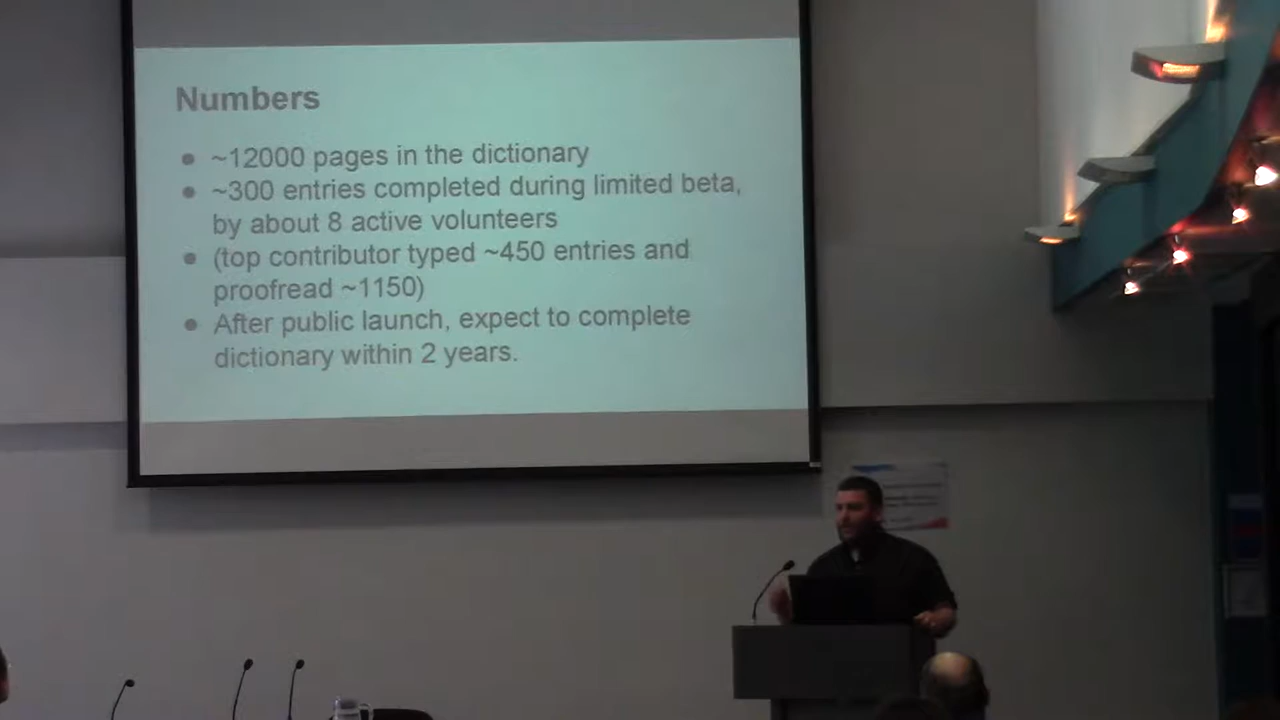 Numbers
● ~12000 pages in the dictionary
● ~300 entries completed during limited beta,
by about 8 active volunteers
● (top contributor typed ~450 entries and
proofread ~1150)
● After public launch, expect to complete
dictionary within 2 years.